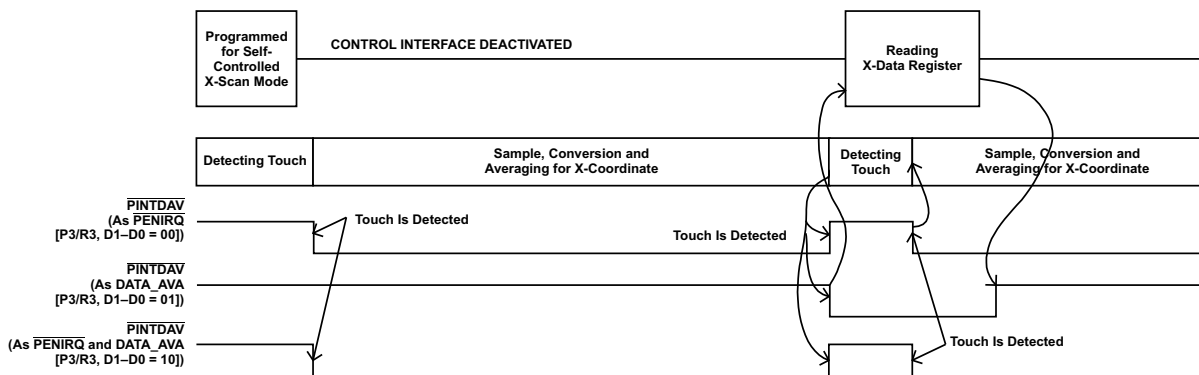 Programmed
for Self-
Controlled
X-Scan Mode
CONTROL INTERFACE DEACTIVATED
Reading
X-Data Register
Detecting Touch
Sample, Conversion and
Averaging for X-Coordinate
Detecting
Touch
Sample, Conversion and
Averaging for X-Coordinate
PINTDAV
(As PENIRQ
[P3/R3, D1–D0 = 00])
Touch Is Detected
Touch Is Detected
PINTDAV
(As DATA_AVA
[P3/R3, D1–D0 = 01])
PINTDAV
(As PENIRQ and DATA_AVA
[P3/R3, D1–D0 = 10])
Touch Is Detected